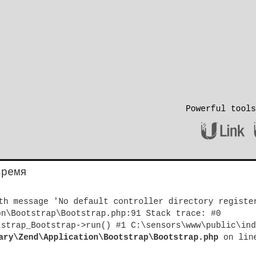 Powerful tools
Link
ремя
th message 'No default controller directory register
n\Bootstrap\Bootstrap.php:91 Stack trace: #0
strap_Bootstrap->run() #1 C:\sensors\www\public\ind
ary\Zend\Application\Bootstrap\Bootstrap.php on line